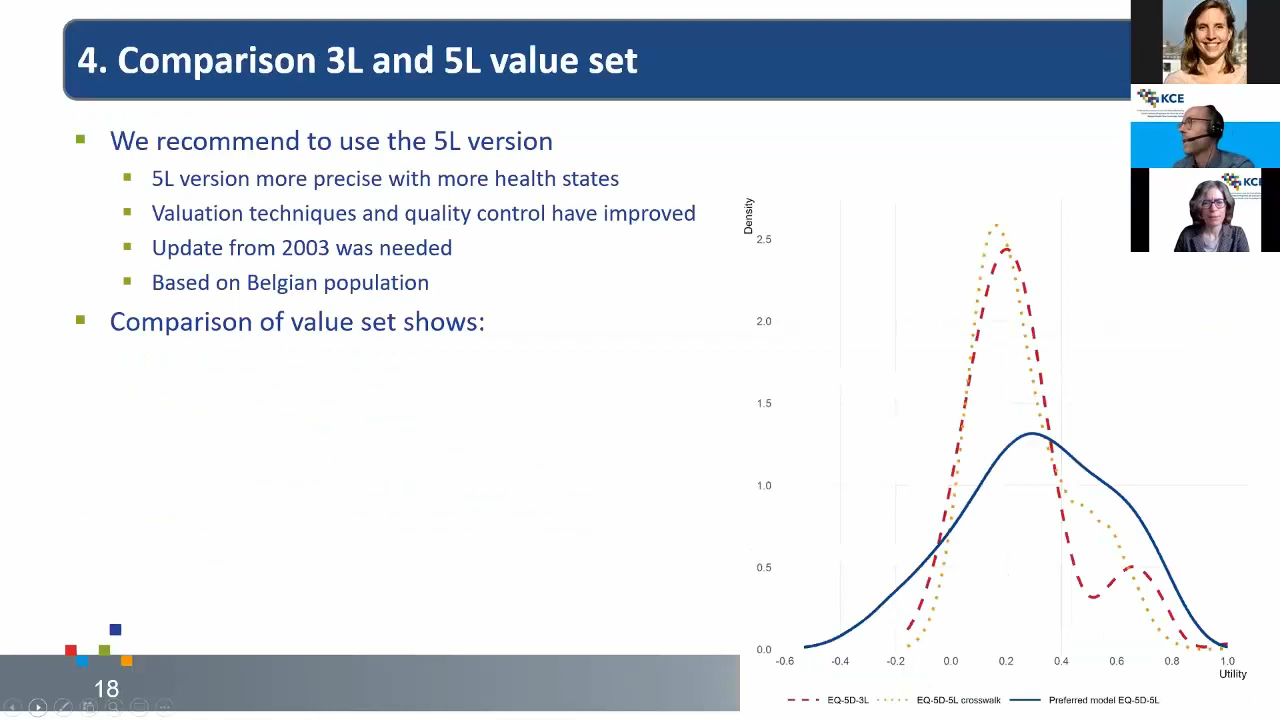 4. Comparison 3L and 5L value set
KCE
We recommend to use the 5L version
5L version more precise with more health states
Valuation techniques and quality control have improved
Update from 2003 was needed
Based on Belgian population
Comparison of value set shows:
KCE
Density
2.5
2.0
1.5
1.0
0.5
0.0
-0.6 -0.4 -0.2 0.0 0.2 0.4 0.6 0.8 1.0
Utility
EQ-5D-3L EQ-5D-5L crosswalk Preferred model EQ-5D-5L
18